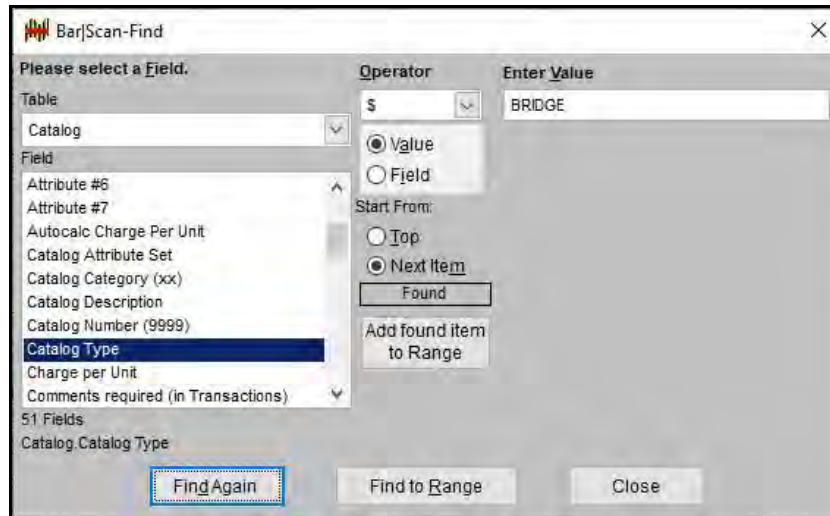 Bar|Scan-Find
Please select a Field.
Table
Catalog
Field
Attribute #6
Attribute #7
Autocalc Charge Per Unit
Catalog Attribute Set
Catalog Category (xx)
Catalog Description
Catalog Number (9999)
Catalog Type
Charge per Unit
Comments required (in Transactions)
51 Fields
Catalog.Catalog Type
Operator
$
Value
Field
Start From:
Top
Next Item
Found
Add found item
to Range
Enter Value
BRIDGE
Find Again
Find to Range
Close